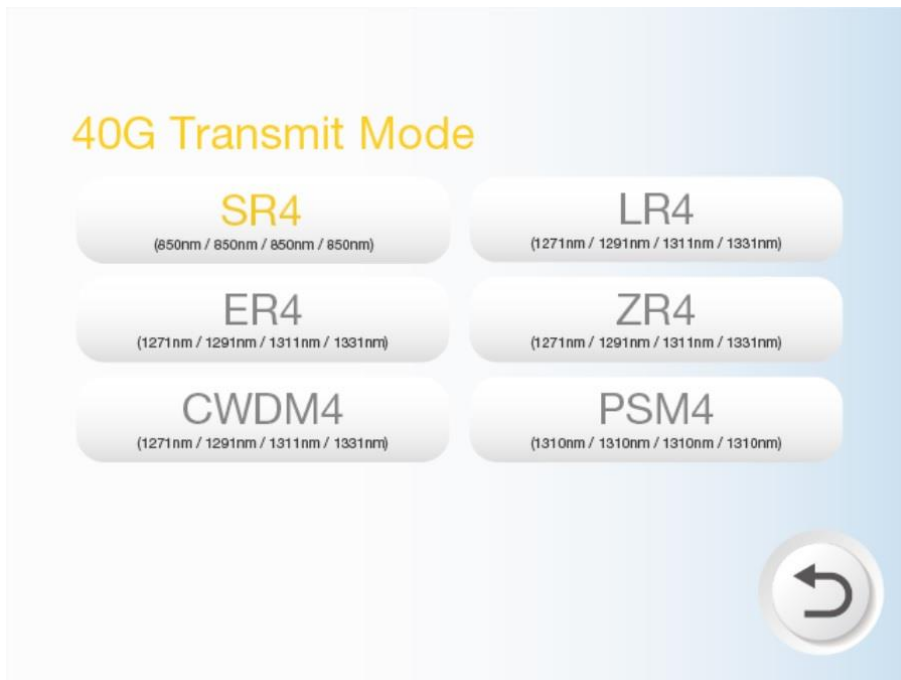 40G Transmit Mode
SR4
(850nm / 850nm / 850nm / 850nm)
LR4
(1271nm / 1291nm / 1311nm / 1331nm)
ER4
(1271nm / 1291nm / 1311nm / 1331nm)
ZR4
(1271nm / 1291nm / 1311nm / 1331nm)
CWDM4
(1271nm / 1291nm / 1311nm / 1331nm)
PSM4
(1310nm / 1310nm / 1310nm / 1310nm)